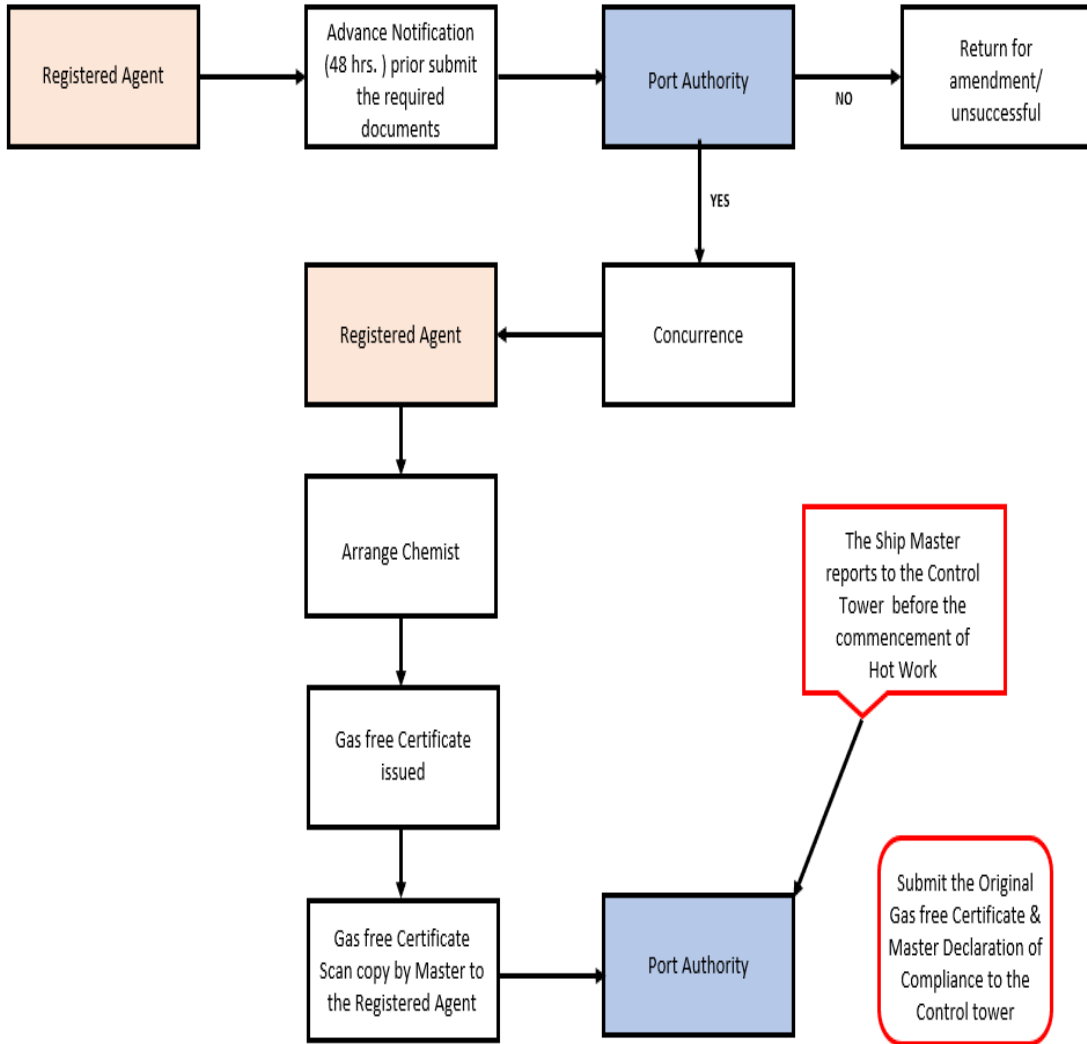 Registered Agent
Advance Notification
(48 hrs. ) prior submit
the required
documents
Port Authority
NO
Return for
amendment/
unsuccessful
YES
Registered Agent
Concurrence
Arrange Chemist
The Ship Master
reports to the Control
Tower before the
commencement of
Hot Work
Gas free Certificate
issued
Gas free Certificate
Scan copy by Master to
the Registered Agent
Port Authority
Submit the Original
Gas free Certificate &
Master Declaration of
Compliance to the
Control tower